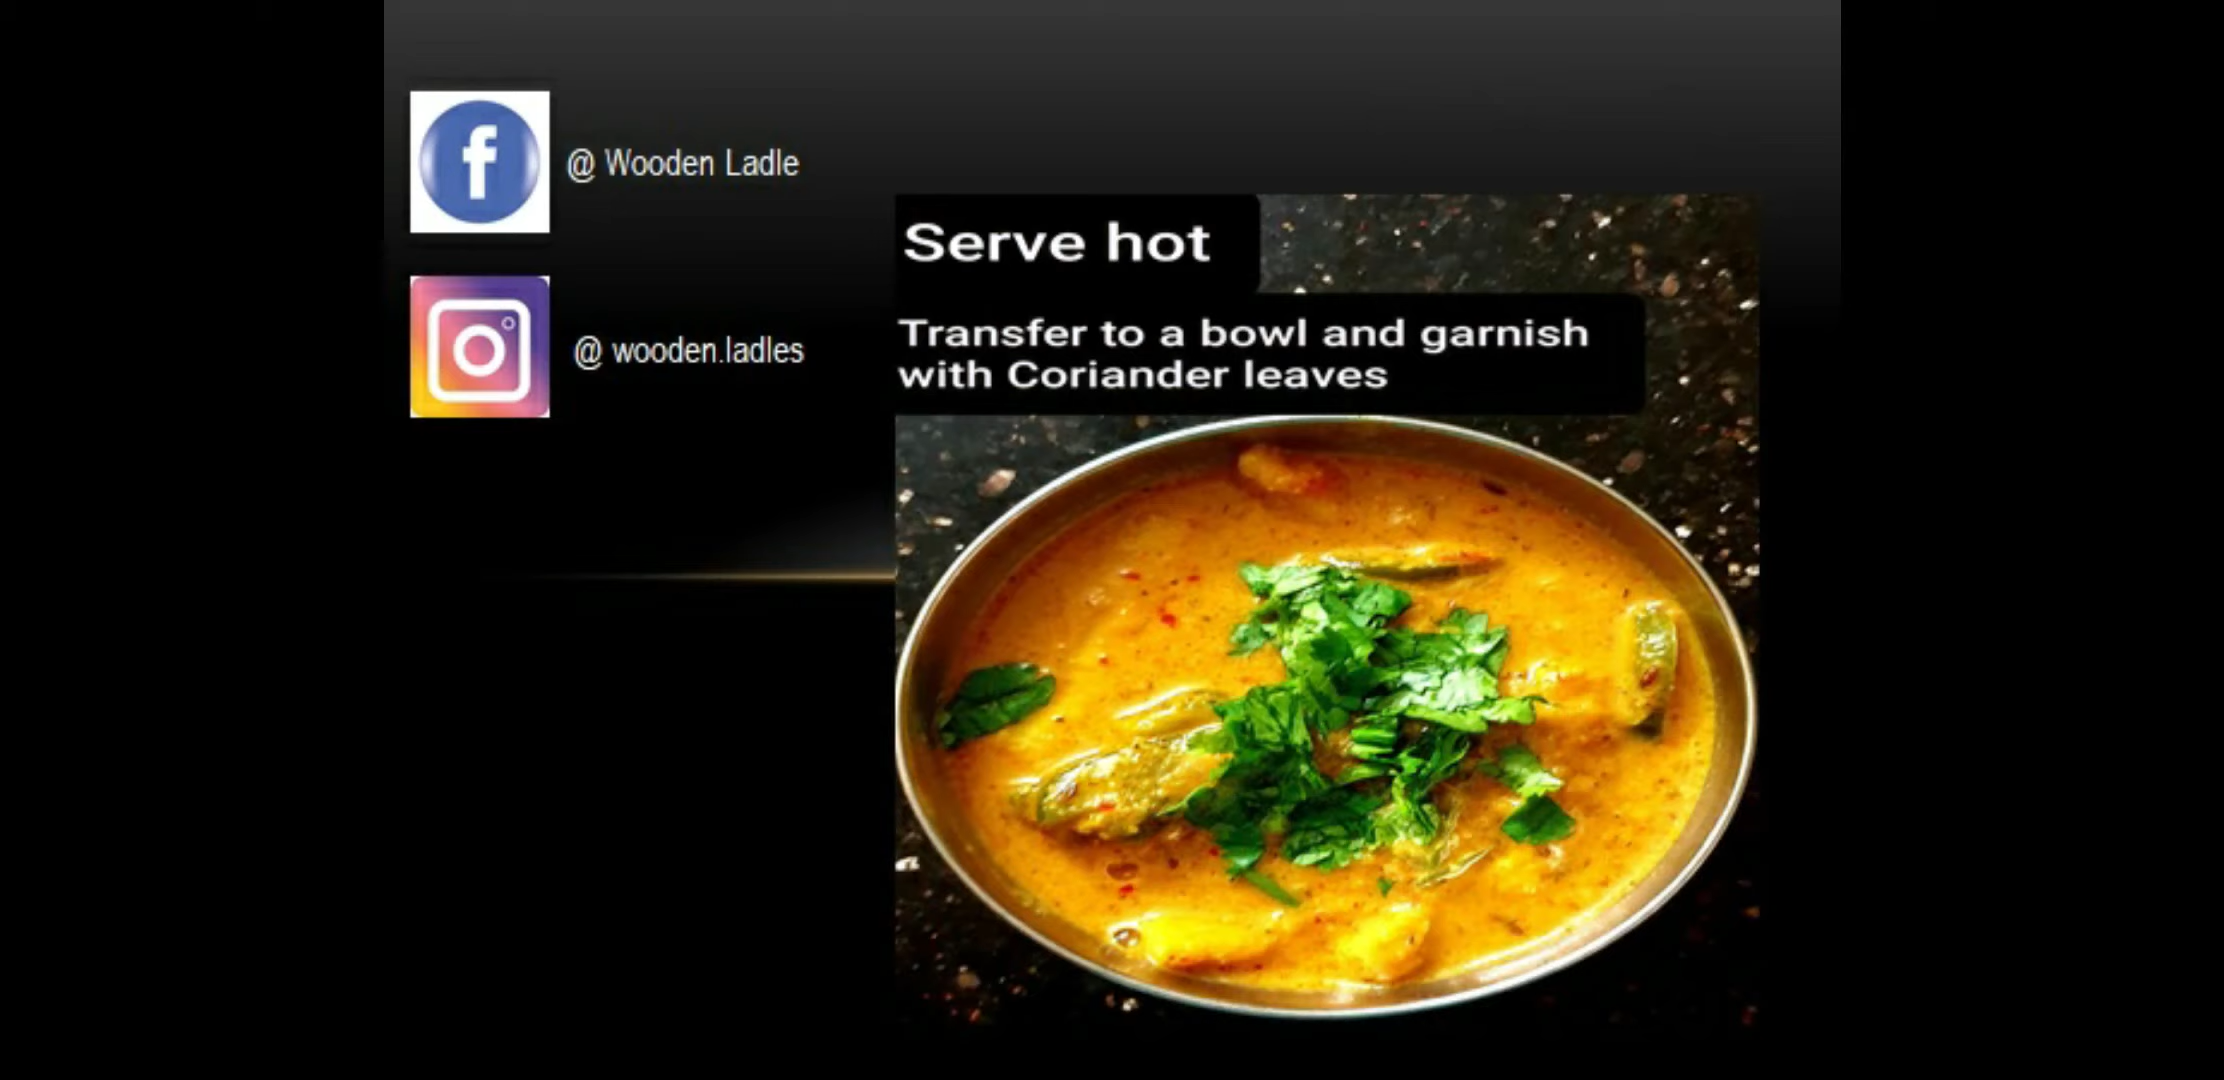 @ Wooden Ladle
@ wooden.ladles
Serve hot
Transfer to a bowl and garnish
with Coriander leaves